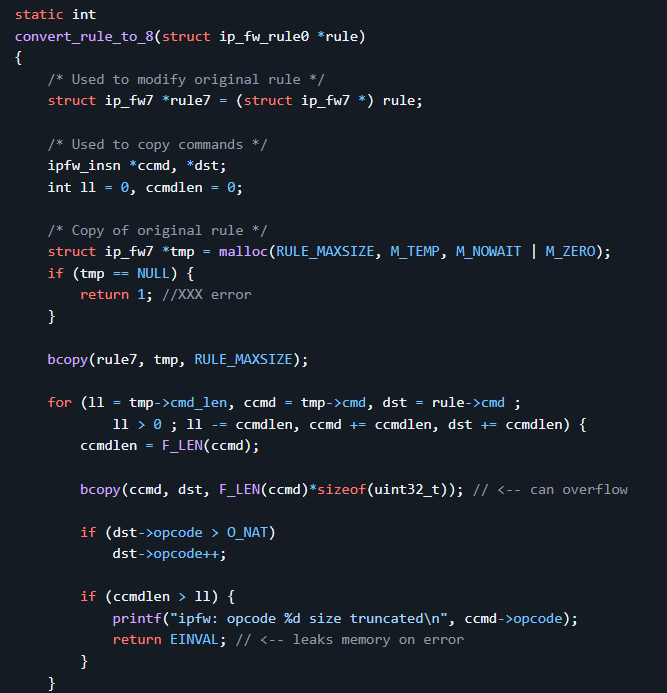 static int
convert_rule_to_8(struct ip_fw_rule0 *rule)
{
    /* Used to modify original rule */
    struct ip_fw7 *rule7 = (struct ip_fw7 *) rule;

    /* Used to copy commands */
    ipfw_insn *ccmd, *dst;
    int ll = 0, ccmdlen = 0;

    /* Copy of original rule */
    struct ip_fw7 *tmp = malloc(RULE_MAXSIZE, M_TEMP, M_NOWAIT | M_ZERO);
    if (tmp == NULL) {
        return 1; //XXX error
    }

    bcopy(rule7, tmp, RULE_MAXSIZE);

    for (ll = tmp->cmd_len, ccmd = tmp->cmd, dst = rule->cmd ;
            ll > 0 ; ll -= ccmdlen, ccmd += ccmdlen, dst += ccmdlen) {
        ccmdlen = F_LEN(ccmd);

        bcopy(ccmd, dst, F_LEN(ccmd)*sizeof(uint32_t)); // <-- can overflow

        if (dst->opcode > O_NAT)
            dst->opcode++;

        if (ccmdlen > ll) {
            printf("ipfw: opcode %d size truncated\n", ccmd->opcode);
            return EINVAL; // <-- leaks memory on error
        }
    }